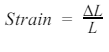 Strain = ΔL/L